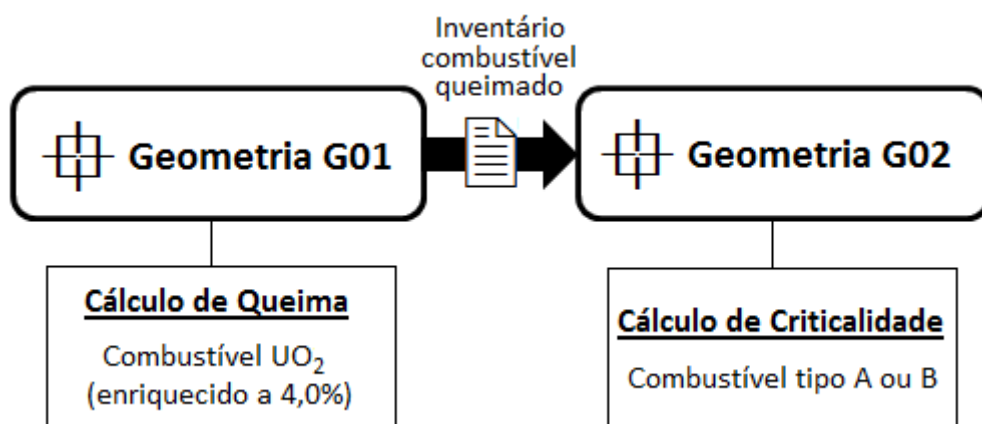 Inventário
combustível
queimado
Geometria G01
Geometria G02
Cálculo de Queima
Combustível UO₂
(enriquecido a 4,0%)
Cálculo de Criticalidade
Combustível tipo A ou B